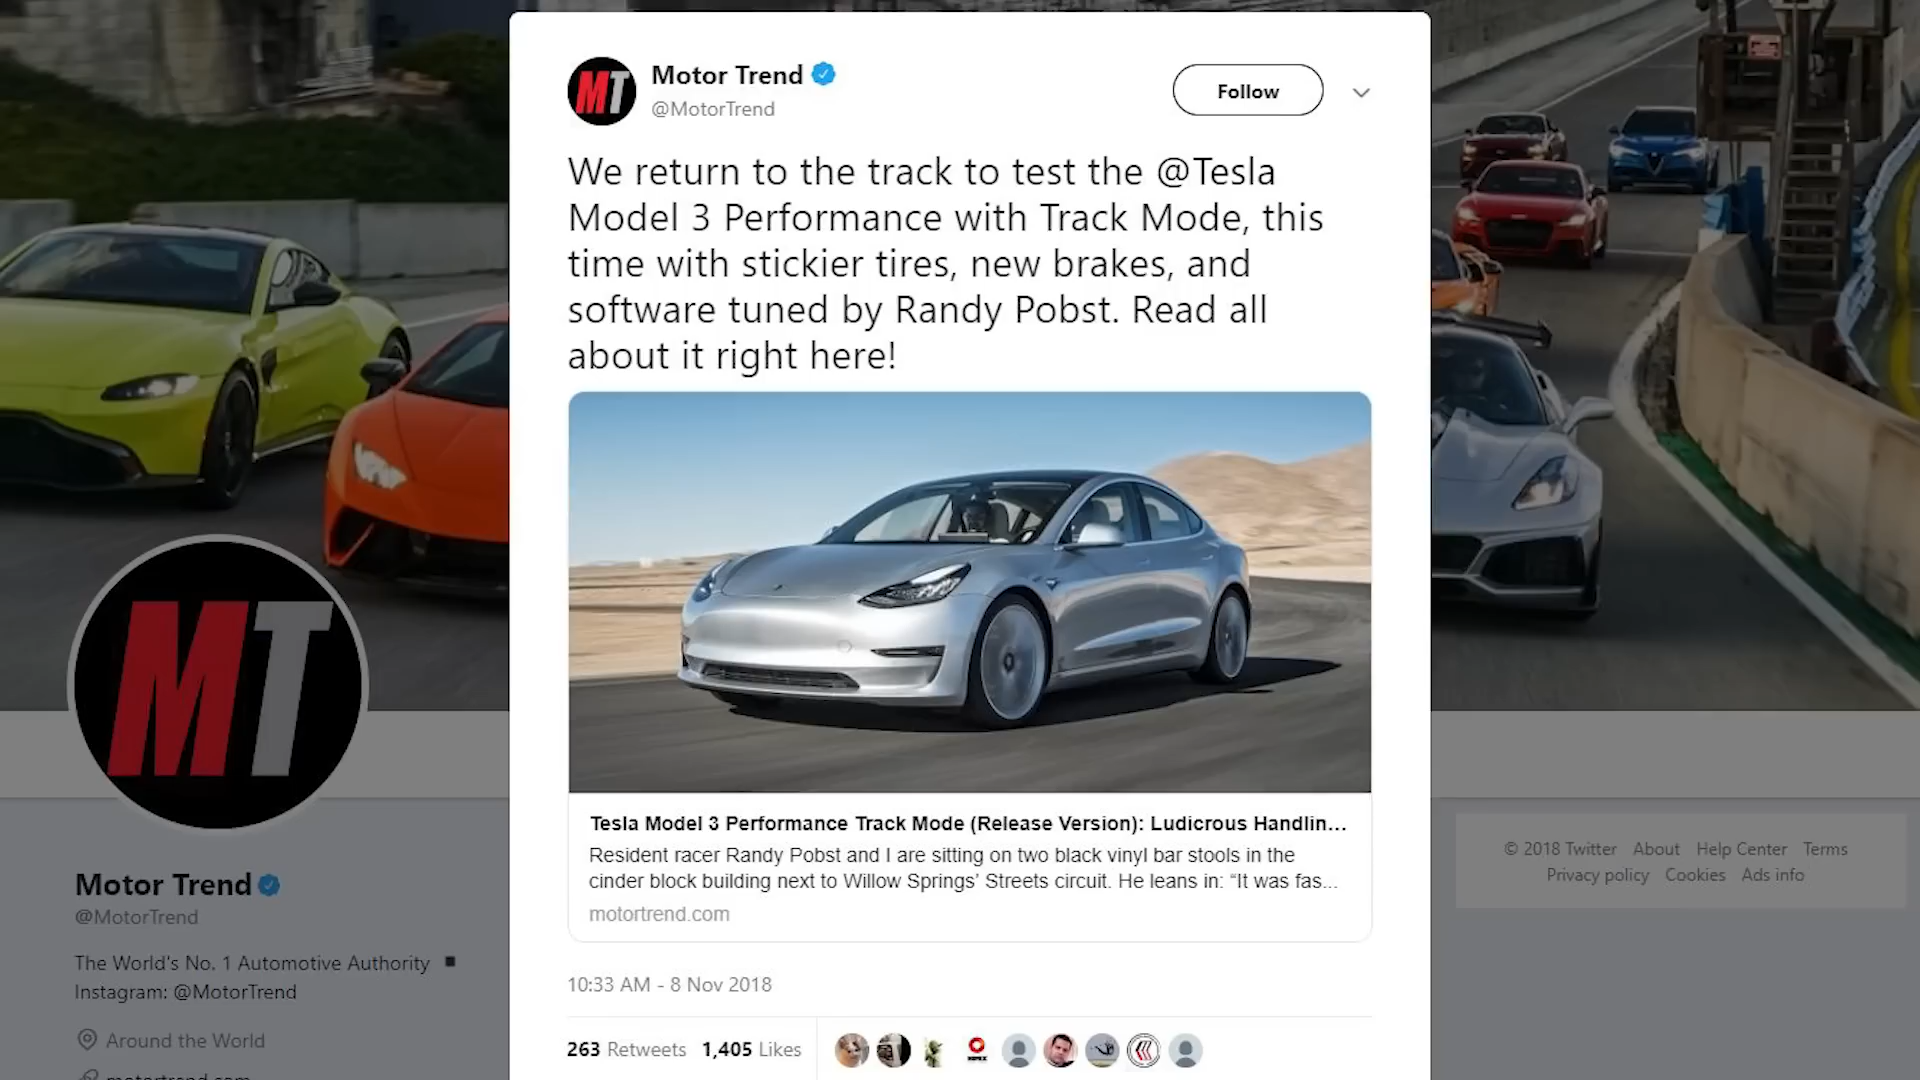 MT
Motor Trend
@MotorTrend
Follow
We return to the track to test the @Tesla
Model 3 Performance with Track Mode, this
time with stickier tires, new brakes, and
software tuned by Randy Pobst. Read all
about it right here!
Tesla Model 3 Performance Track Mode (Release Version): Ludicrous Handlin...
Resident racer Randy Pobst and I are sitting on two black vinyl bar stools in the
cinder block building next to Willow Springs’ Streets circuit. He leans in: “It was fas...
motortrend.com
10:33 AM - 8 Nov 2018
263 Retweets 1,405 Likes
MT
Motor Trend
@MotorTrend
The World's No. 1 Automotive Authority
Instagram: @MotorTrend
Around the World
motortrend.com
© 2018 Twitter About Help Center Terms
Privacy policy Cookies Ads info